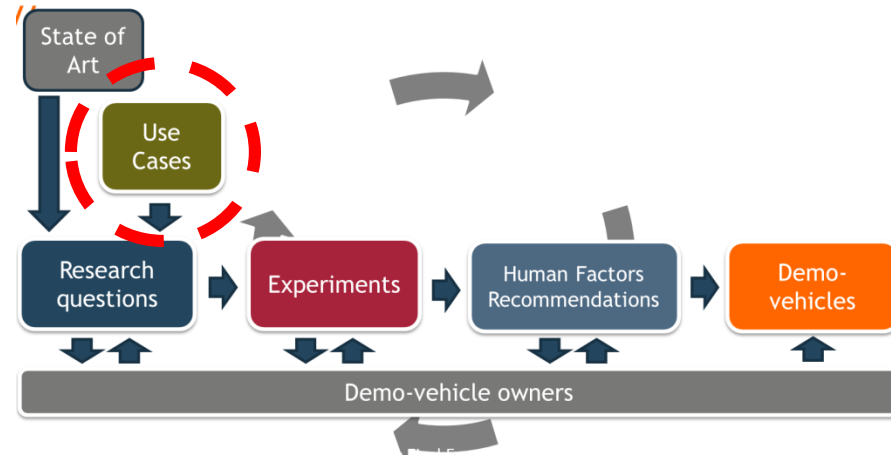 State of
Art
Use
Cases
Research
questions
Experiments
Human Factors
Recommendations
Demo-
vehicles
Demo-vehicle owners